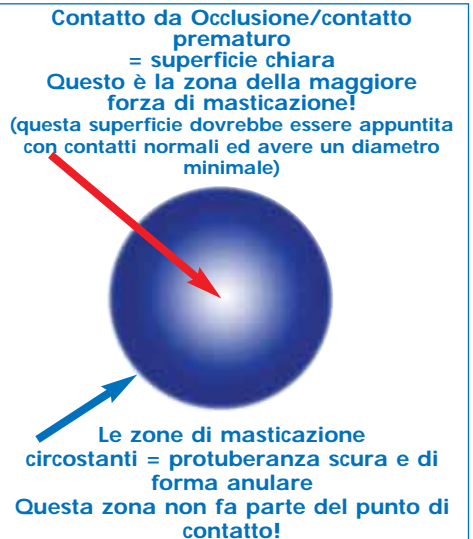 Contatto da Occlusione/contatto
prematuro
= superficie chiara
Questo è la zona della maggiore
forza di masticazione!
(questa superficie dovrebbe essere appuntita
con contatti normali ed avere un diametro
minimale)
Le zone di masticazione
circostanti = protuberanza scura e di
forma anulare
Questa zona non fa parte del punto di
contatto!